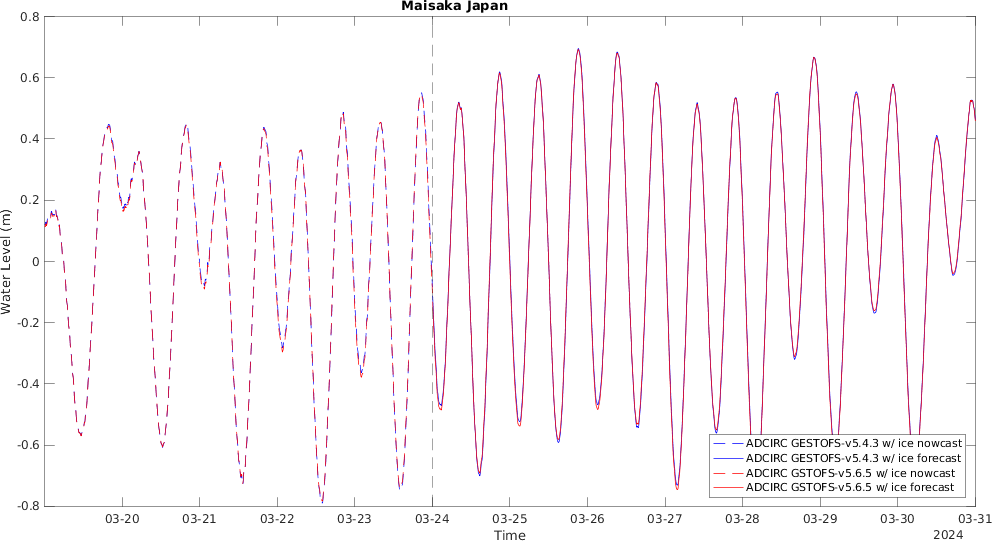 Maisaka Japan
0.8
0.6
0.4
0.2
0
-0.2
-0.4
-0.6
-0.8
Water Level (m)
03-20 03-21 03-22 03-23 03-24 03-25 03-26 03-27 03-28 03-29 03-30 03-31
Time
2024
ADCIRC GESTOFS-v5.4.3 w/ ice nowcast
ADCIRC GESTOFS-v5.4.3 w/ ice forecast
ADCIRC GSTOFS-v5.6.5 w/ ice nowcast
ADCIRC GSTOFS-v5.6.5 w/ ice forecast